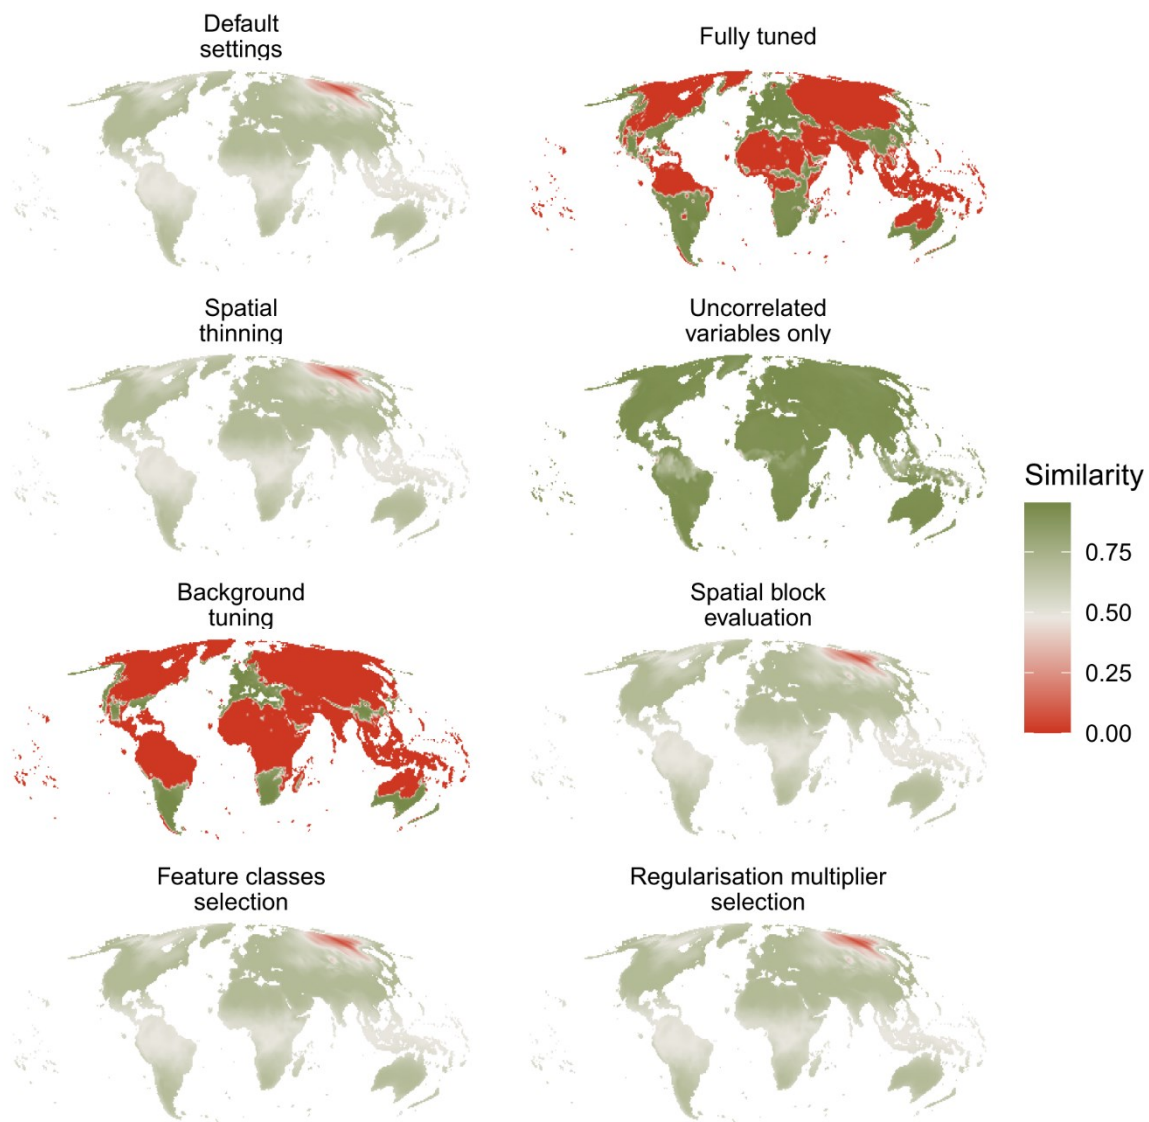 Default
settings
Fully tuned
Spatial
thinning
Uncorrelated
variables only
Background
tuning
Spatial block
evaluation
Feature classes
selection
Regularisation multiplier
selection
Similarity
0.75
0.50
0.25
0.00